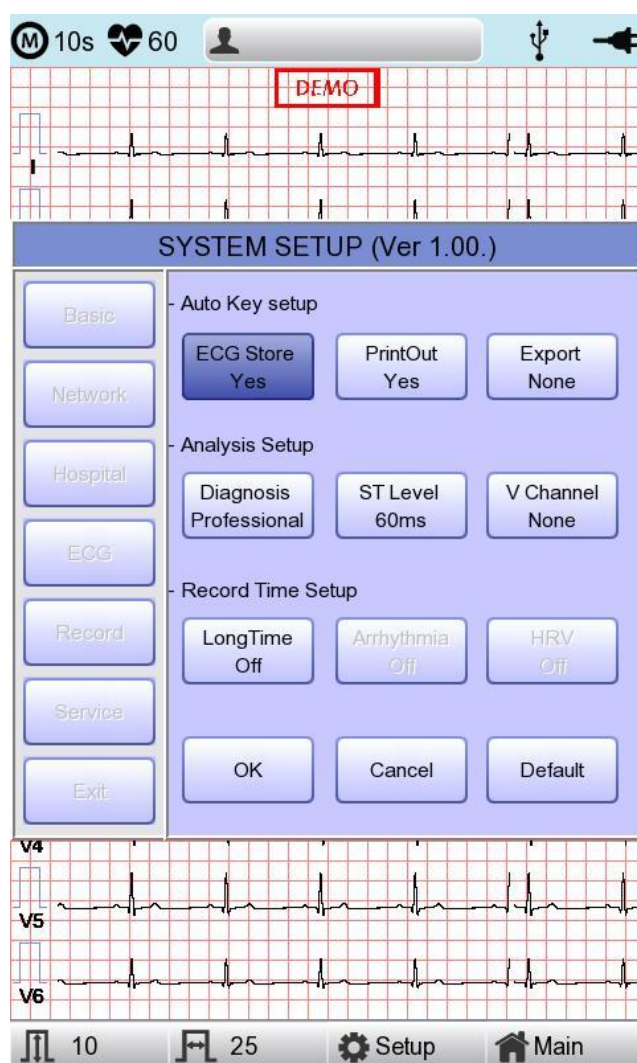 M 10s 60
DEMO
I
SYSTEM SETUP (Ver 1.00.)
Basic
Network
Hospital
ECG
Record
Service
Exit
- Auto Key setup
ECG Store
Yes
PrintOut
Yes
Export
None
- Analysis Setup
Diagnosis
Professional
ST Level
60ms
V Channel
None
- Record Time Setup
LongTime
Off
Arrhythmia
Off
HRV
Off
OK
Cancel
Default
V4
V5
V6
10 25 Setup Main